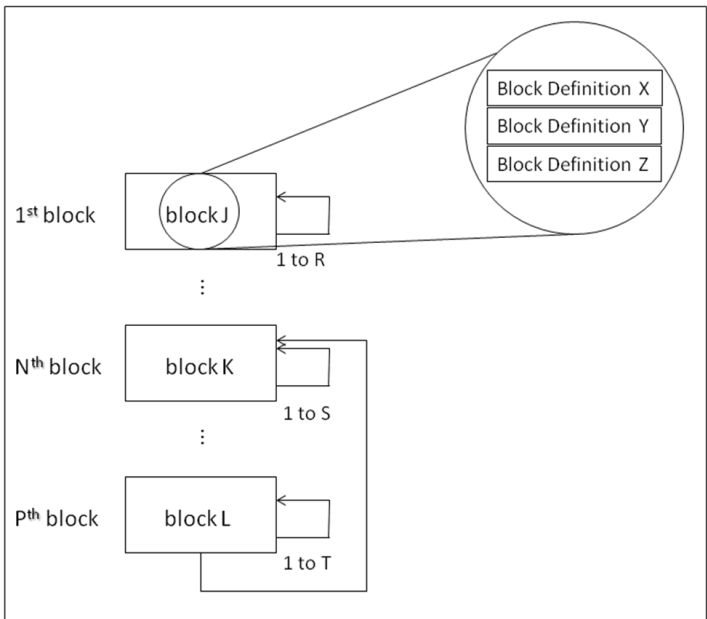 Block Definition X
Block Definition Y
Block Definition Z
1st block
block J
1 to R
⋮
Nth block
block K
1 to S
⋮
Pth block
block L
1 to T